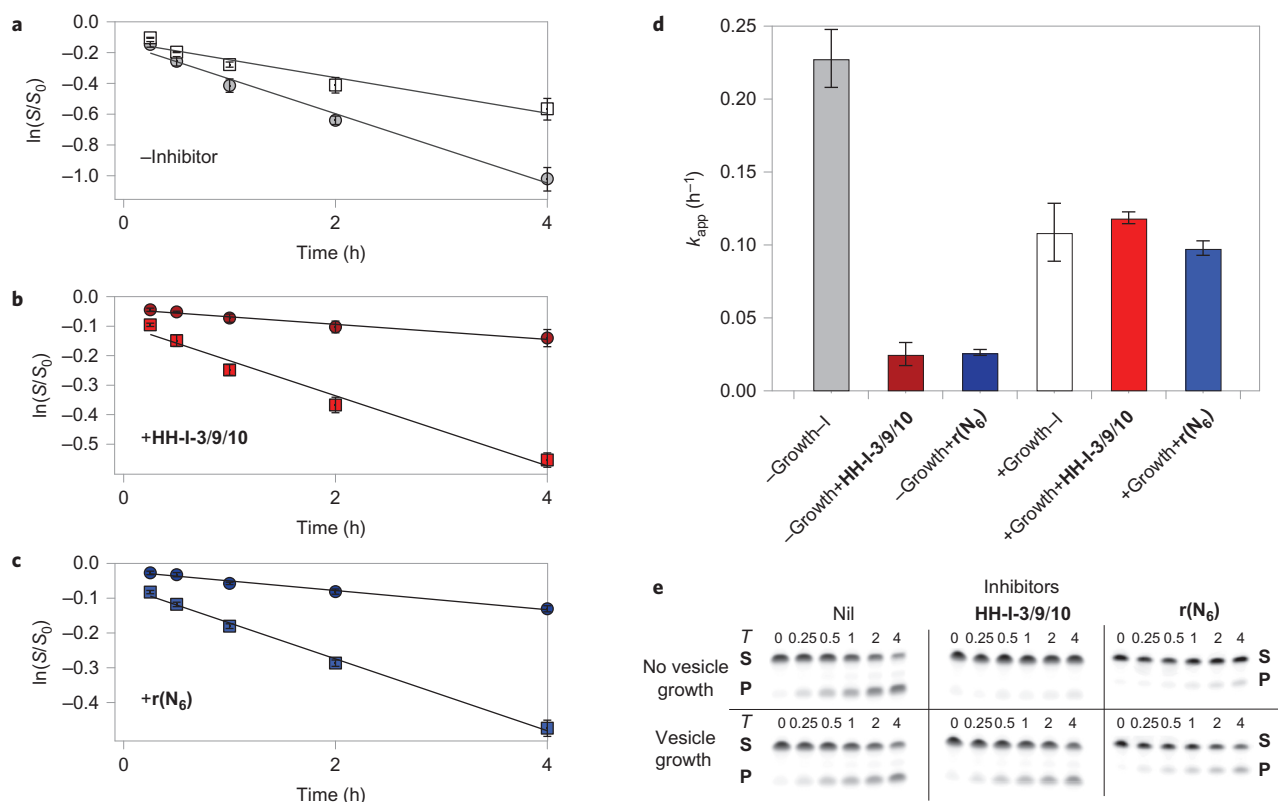 a
0.0
–0.2
–0.4
–0.6
–0.8
–1.0
ln(S/S0)
–Inhibitor
0
2
4
Time (h)
b
0.0
–0.1
–0.2
–0.3
–0.4
–0.5
ln(S/S0)
+HH-I-3/9/10
0
2
4
Time (h)
c
0.0
–0.1
–0.2
–0.3
–0.4
ln(S/S0)
+r(N6)
0
2
4
Time (h)
d
0.25
0.20
0.15
0.10
0.05
0.00
kapp (h–1)
–Growth–I
–Growth+HH-I-3/9/10
–Growth+r(N6)
+Growth–I
+Growth+HH-I-3/9/10
+Growth+r(N6)
e
Inhibitors
Nil HH-I-3/9/10 r(N6)
T 0 0.25 0.5 1 2 4 0 0.25 0.5 1 2 4 0 0.25 0.5 1 2 4
S S
No vesicle
growth
P P
T 0 0.25 0.5 1 2 4 0 0.25 0.5 1 2 4 0 0.25 0.5 1 2 4
S S
Vesicle
growth
P P